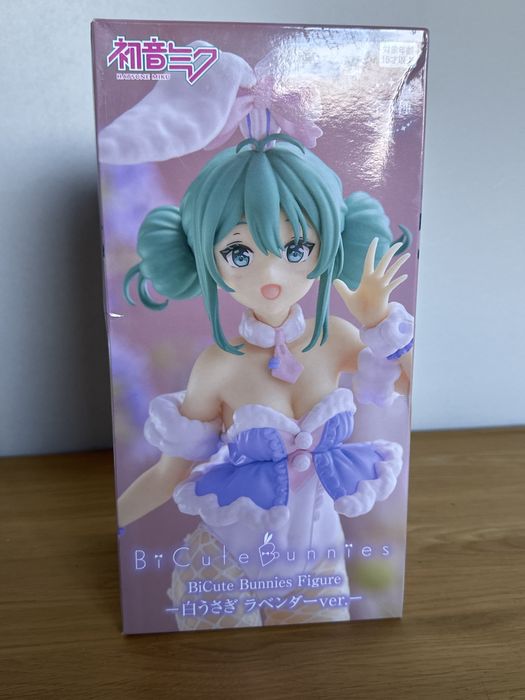 初音ミク
HATSUNE MIKU
対象年齢
15才以上
BiCute Bunnies
BiCute Bunnies Figure
ー白うさぎ ラベンダーver.ー